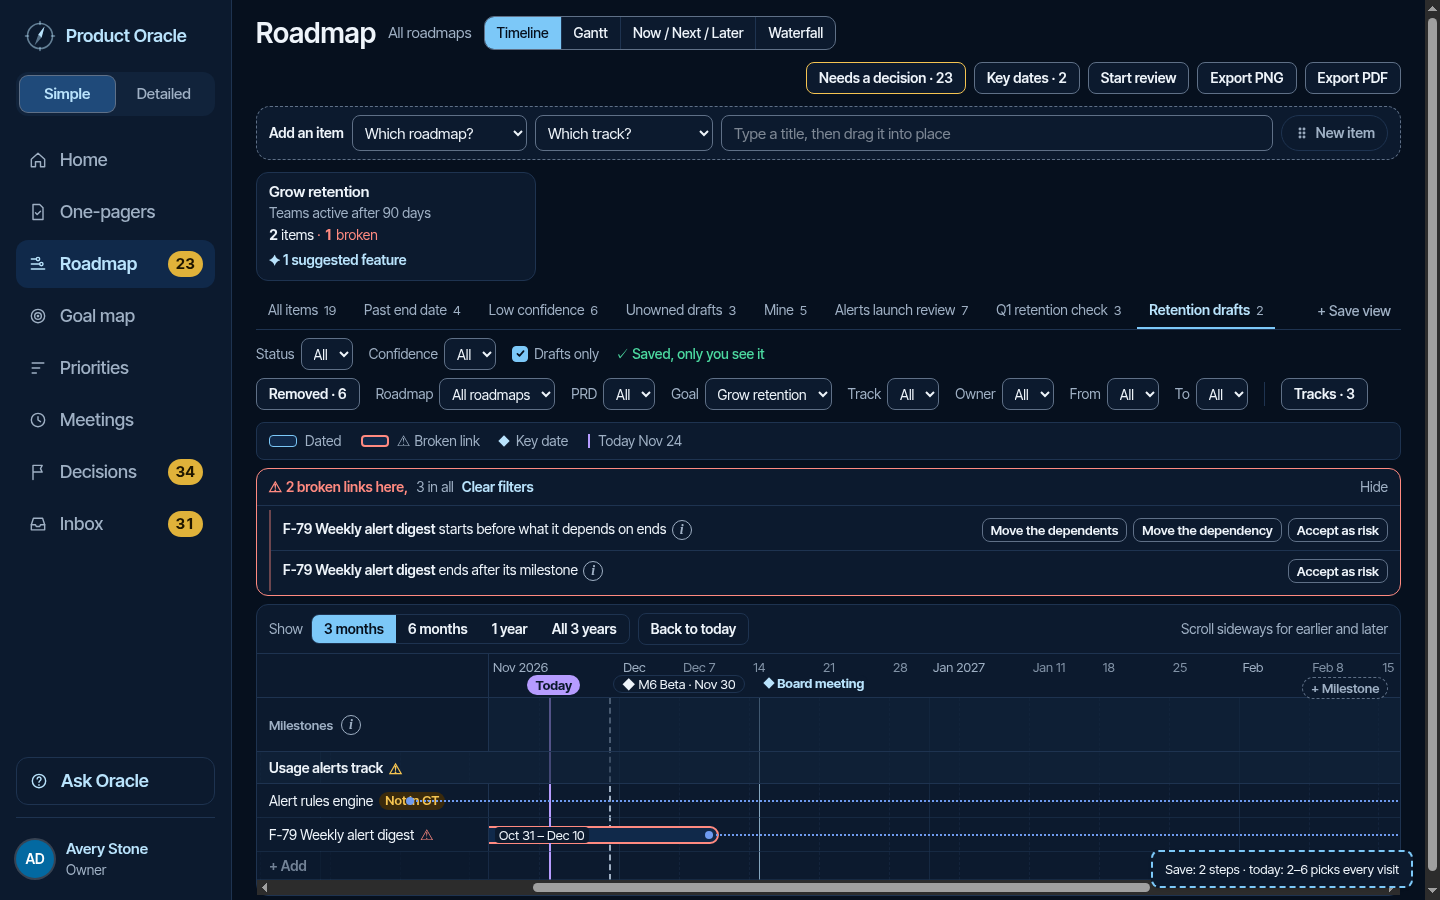 Product Oracle
Simple
Detailed
Home
One-pagers
Roadmap 23
Goal map
Priorities
Meetings
Decisions 34
Inbox 31
Ask Oracle
AD
Avery Stone
Owner
Roadmap All roadmaps Timeline Gantt Now / Next / Later Waterfall
Needs a decision · 23 Key dates · 2 Start review Export PNG Export PDF
Add an item Which roadmap? Which track? Type a title, then drag it into place New item
Grow retention
Teams active after 90 days
2 items · 1 broken
1 suggested feature
All items 19 Past end date 4 Low confidence 6 Unowned drafts 3 Mine 5 Alerts launch review 7 Q1 retention check 3 Retention drafts 2 + Save view
Status All Confidence All Drafts only ✓ Saved, only you see it
Removed · 6 Roadmap All roadmaps PRD All Goal Grow retention Track All Owner All From All To All Tracks · 3
Dated ⚠ Broken link ◆ Key date Today Nov 24
⚠ 2 broken links here, 3 in all Clear filters Hide
F-79 Weekly alert digest starts before what it depends on ends i Move the dependents Move the dependency Accept as risk
F-79 Weekly alert digest ends after its milestone i Accept as risk
Show 3 months 6 months 1 year All 3 years Back to today Scroll sideways for earlier and later
Nov 2026 Dec Dec 7 14 21 28 Jan 2027 Jan 11 18 25 Feb Feb 8 15
Today ◆ M6 Beta · Nov 30 ◆ Board meeting + Milestone
Milestones i
Usage alerts track ⚠
Alert rules engine
F-79 Weekly alert digest ⚠ Oct 31 – Dec 10
+ Add
Save: 2 steps · today: 2–6 picks every visit